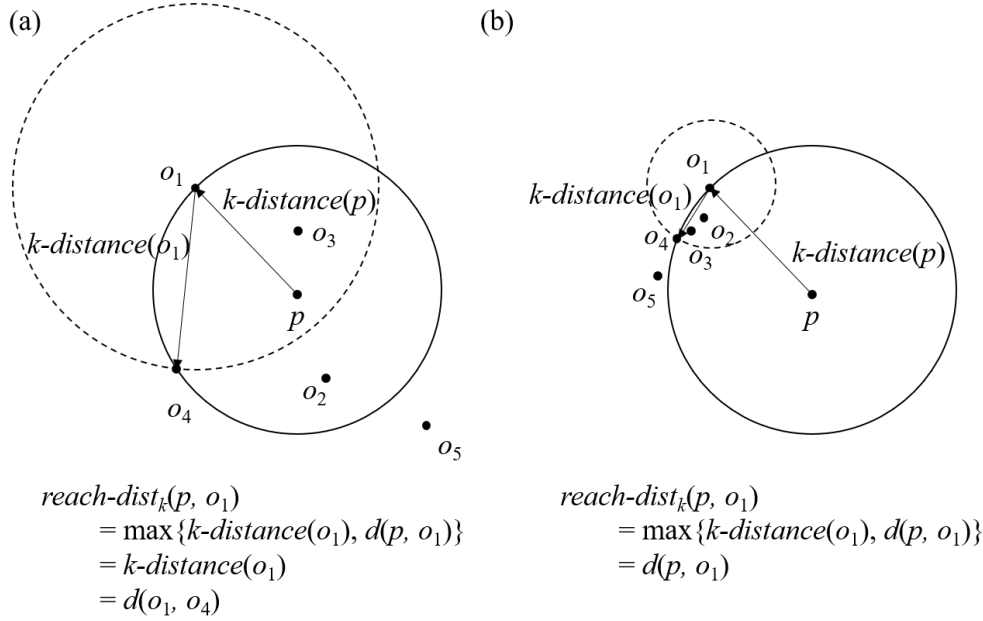 (a)
o₁
k-distance(p)
o₃
k-distance(o₁)
p
o₂
o₄
o₅
reach-distₖ(p, o₁)
= max{k-distance(o₁), d(p, o₁)}
= k-distance(o₁)
= d(o₁, o₄)
(b)
o₁
k-distance(o₁)
o₂
o₄
o₃
k-distance(p)
o₅
p
reach-distₖ(p, o₁)
= max{k-distance(o₁), d(p, o₁)}
= d(p, o₁)